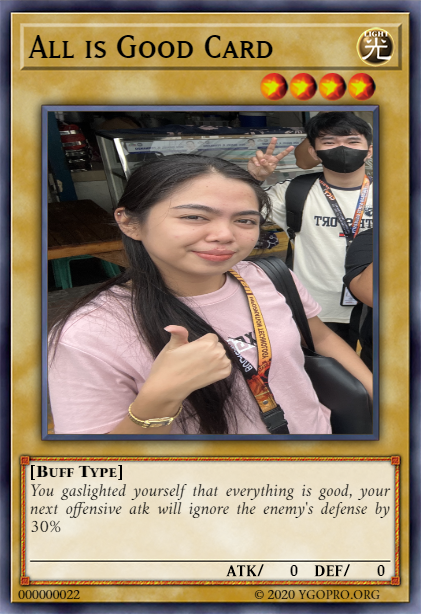 All is Good Card
LIGHT
光
[Buff Type]
You gaslighted yourself that everything is good, your
next offensive atk will ignore the enemy's defense by
30%
ATK/ 0 DEF/ 0
000000022 © 2020 YGOPRO.ORG